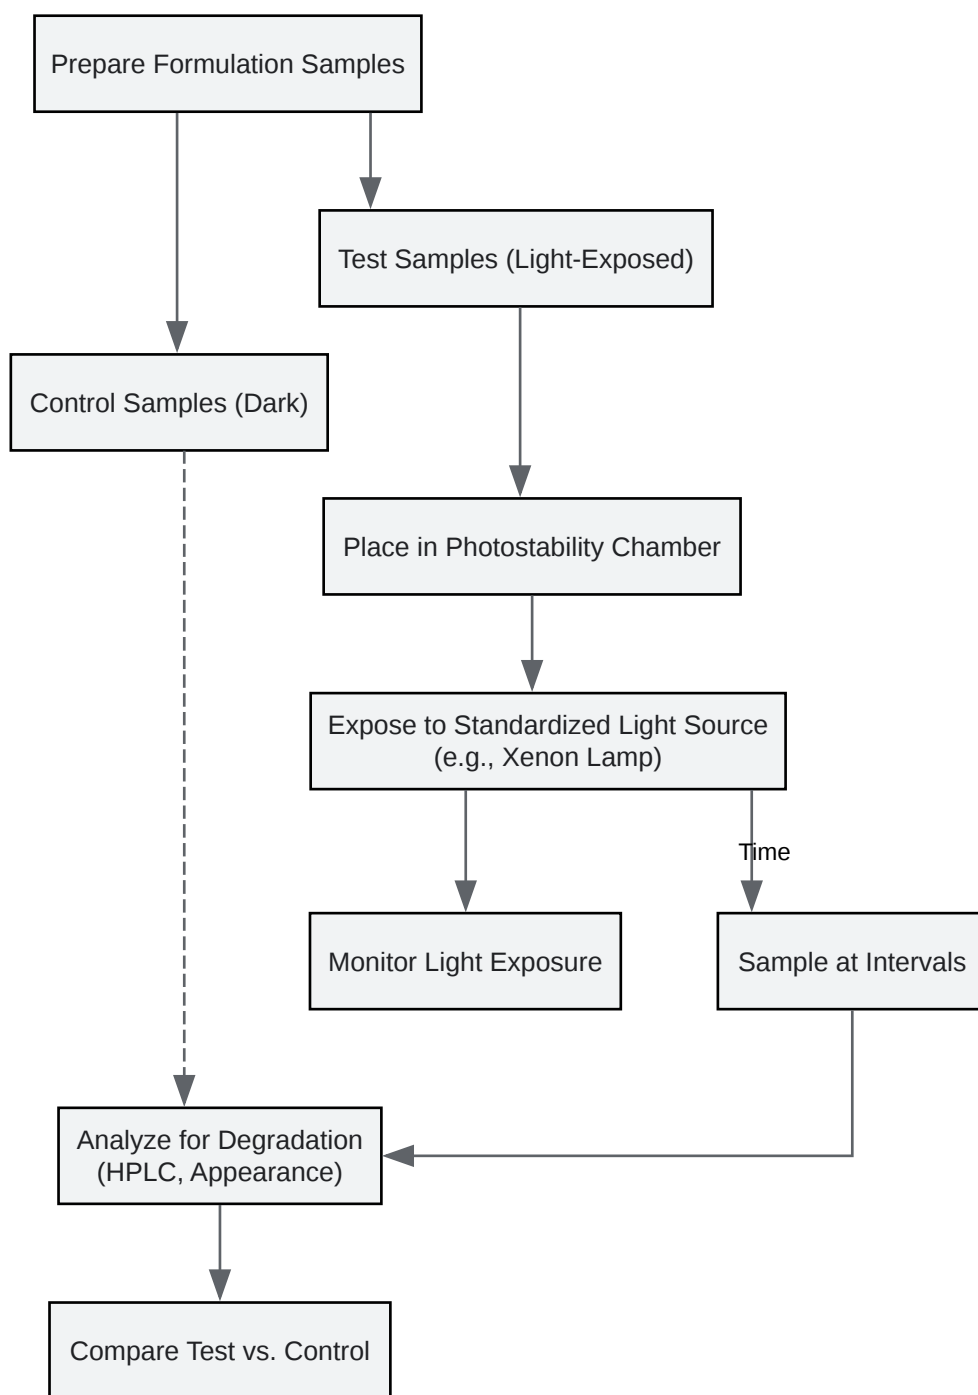 Prepare Formulation Samples
Test Samples (Light-Exposed)
Control Samples (Dark)
Place in Photostability Chamber
Expose to Standardized Light Source
(e.g., Xenon Lamp)
Time
Monitor Light Exposure
Sample at Intervals
Analyze for Degradation
(HPLC, Appearance)
Compare Test vs. Control